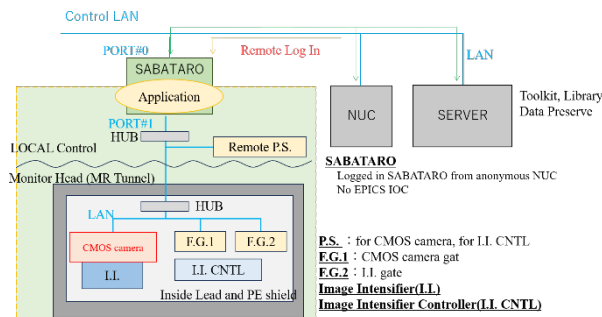 Control LAN
PORT#0
Remote Log In
LAN
SABATARO
Application
NUC
SERVER
Toolkit, Library
Data Preserve
PORT#1
HUB
Remote P.S.
LOCAL Control
SABATARO
Logged in SABATARO from anonymous NUC
No EPICS IOC
Monitor Head (MR Tunnel)
HUB
LAN
CMOS camera
F.G.1
F.G.2
I.I.
I.I. CNTL
Inside Lead and PE shield
P.S. ：for CMOS camera, for I.I. CNTL
F.G.1 ： CMOS camera gat
F.G.2 ： I.I. gate
Image Intensifier(I.I.)
Image Intensifier Controller(I.I. CNTL)